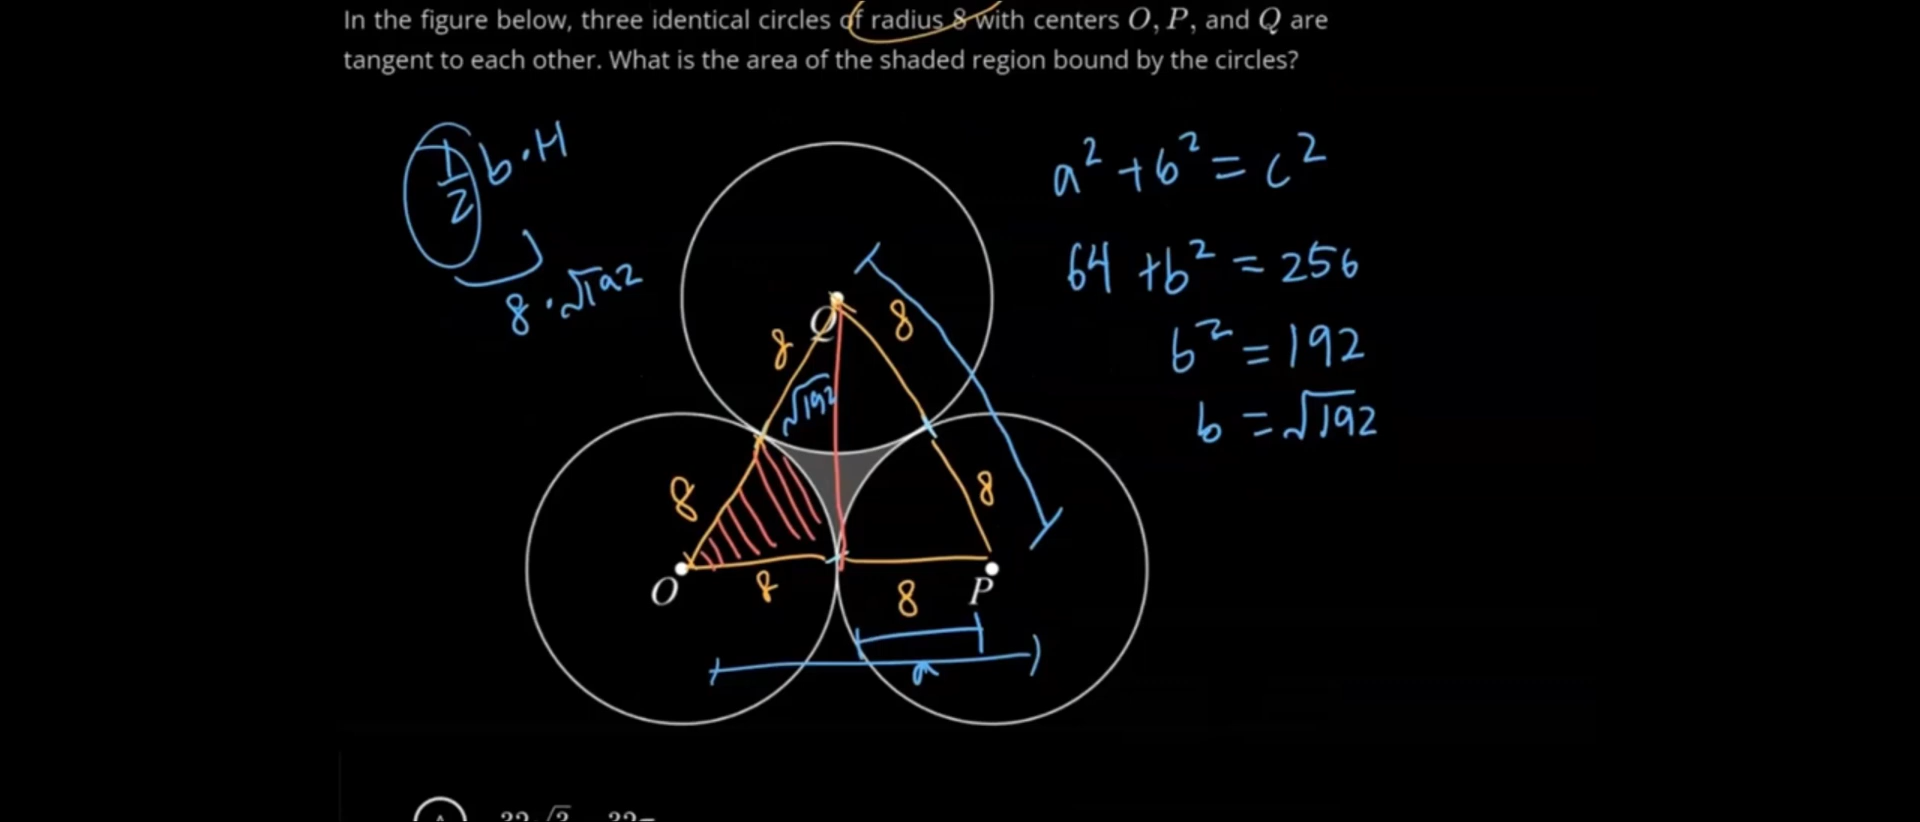 In the figure below, three identical circles of radius 8 with centers O, P, and Q are
tangent to each other. What is the area of the shaded region bound by the circles?
1/2 b · H
8 · √192
a² + b² = c²
64 + b² = 256
b² = 192
b = √192
Q
8
8
√192
8
8
O
8
8
P
a